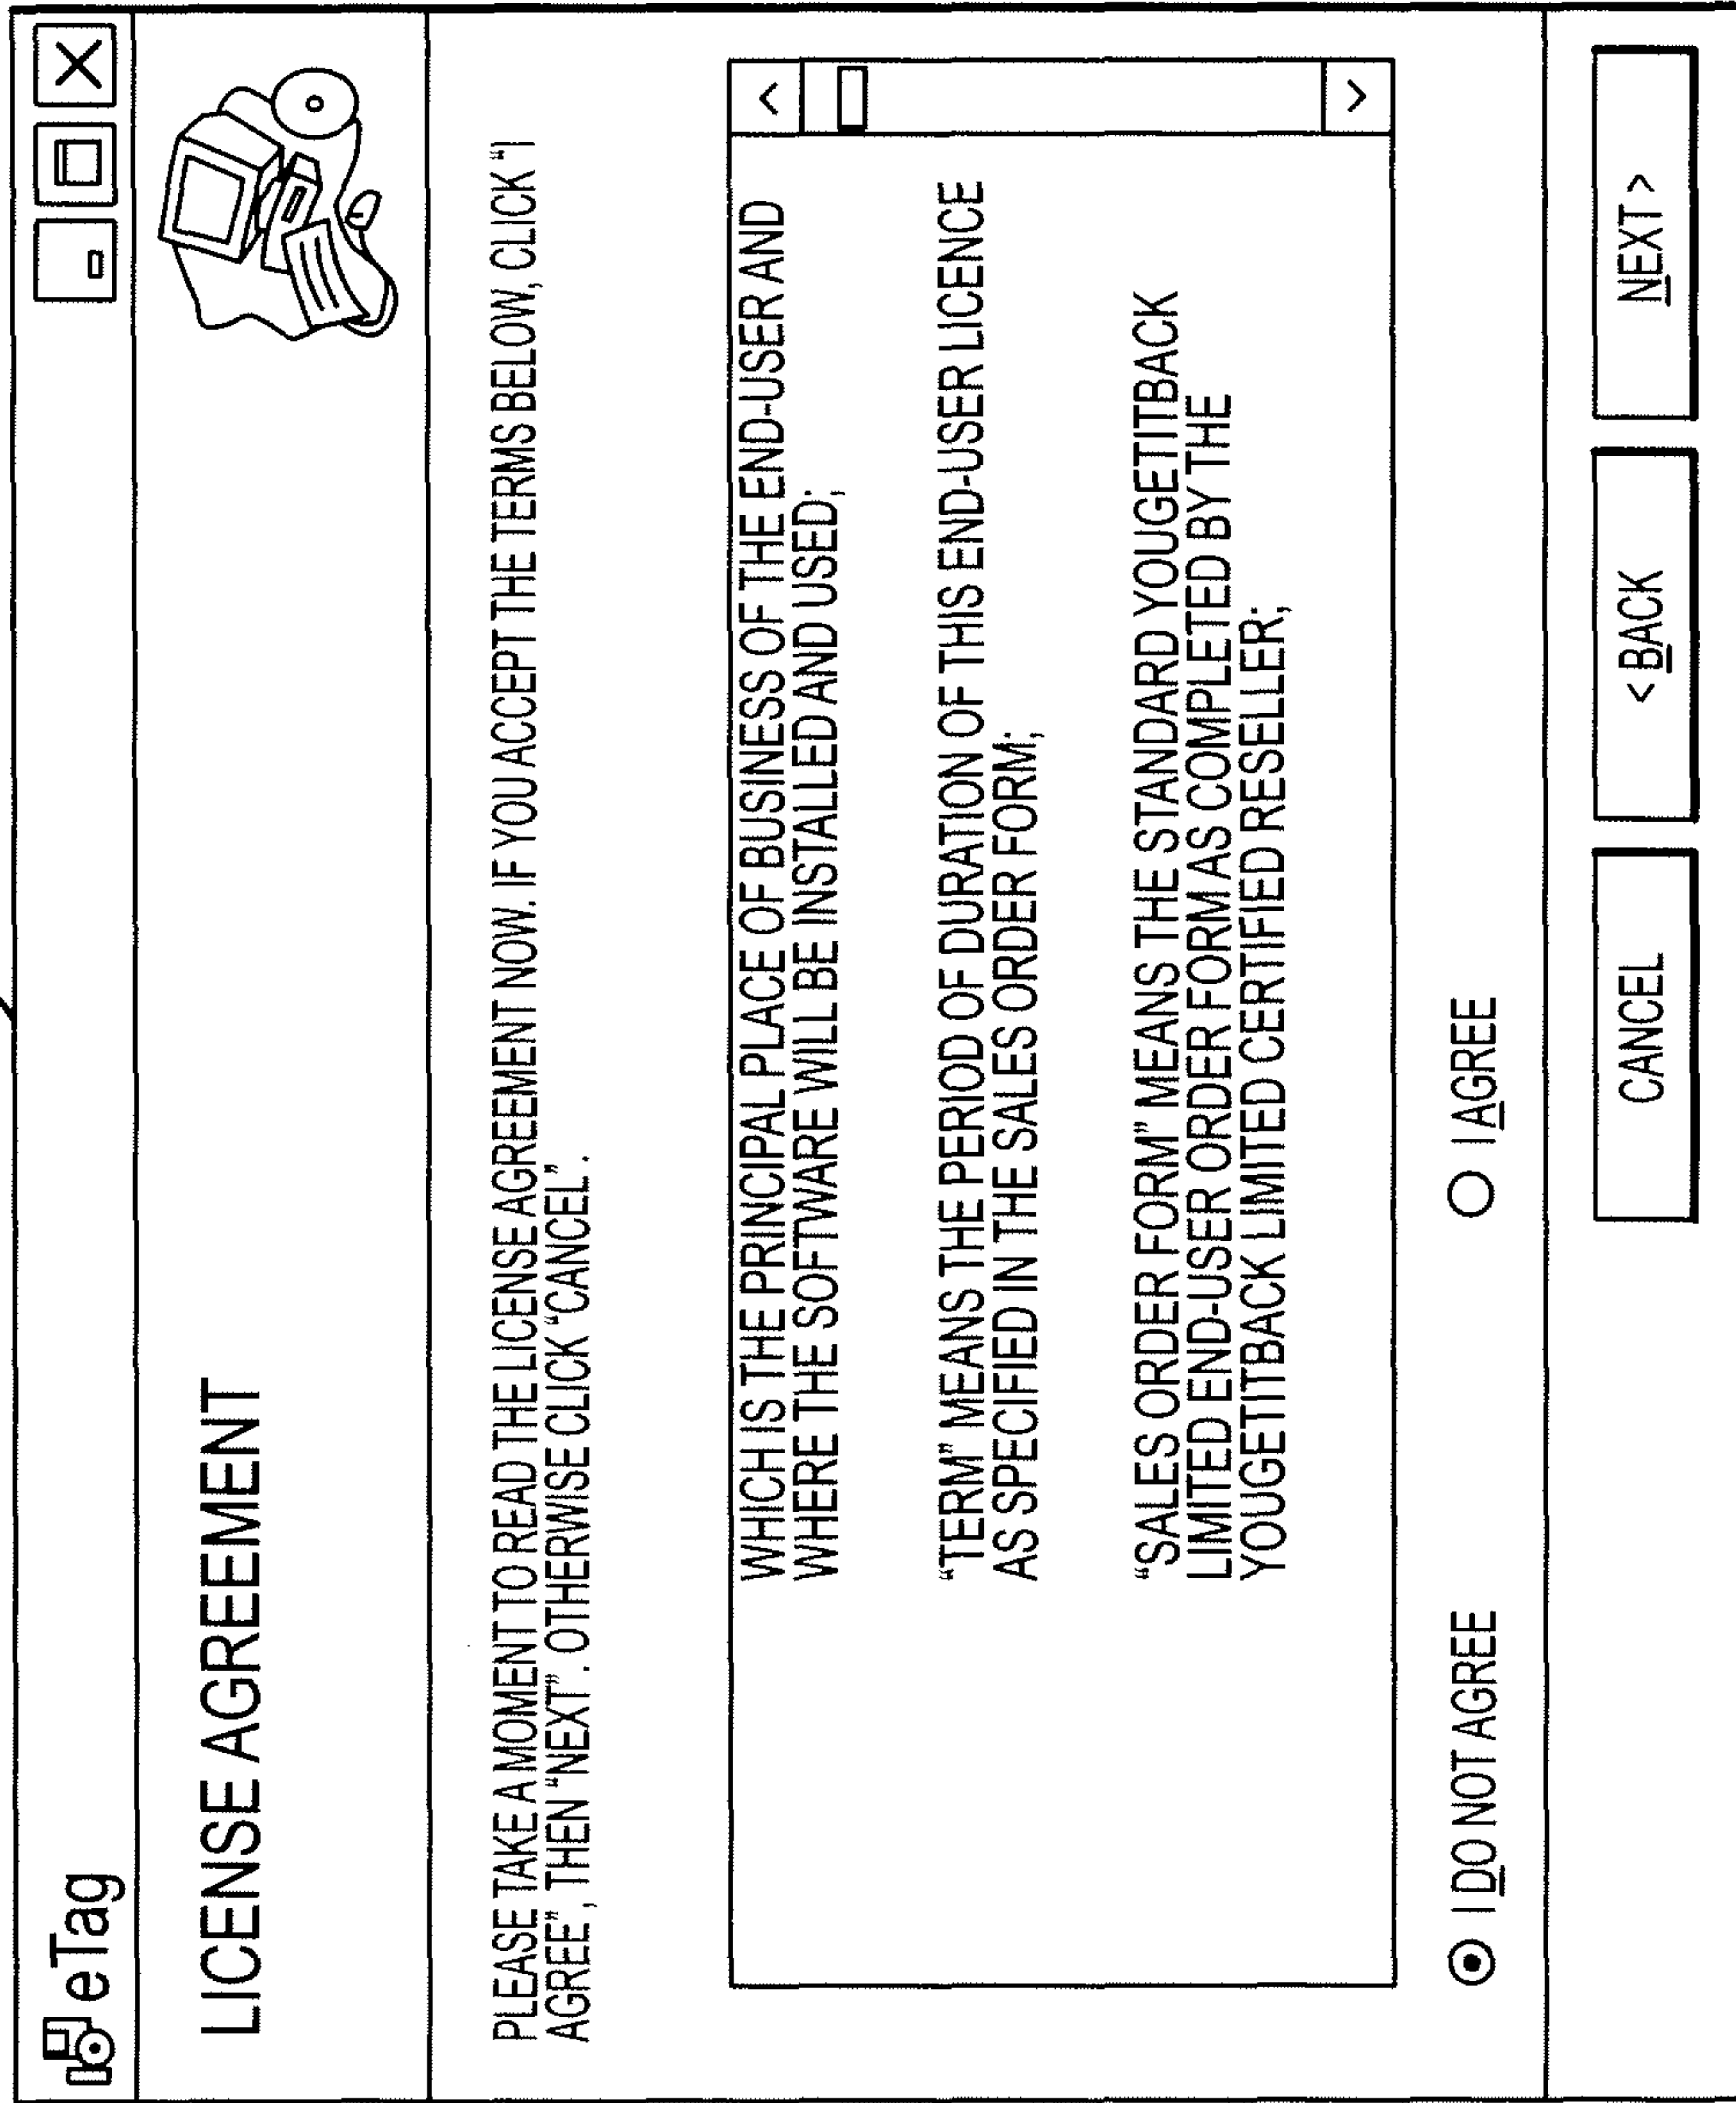 eTag
LICENSE AGREEMENT
PLEASE TAKE A MOMENT TO READ THE LICENSE AGREEMENT NOW. IF YOU ACCEPT THE TERMS BELOW, CLICK “I
AGREE”, THEN “NEXT”. OTHERWISE CLICK “CANCEL”.
WHICH IS THE PRINCIPAL PLACE OF BUSINESS OF THE END-USER AND
WHERE THE SOFTWARE WILL BE INSTALLED AND USED;
“TERM” MEANS THE PERIOD OF DURATION OF THIS END-USER LICENCE
AS SPECIFIED IN THE SALES ORDER FORM;
“SALES ORDER FORM” MEANS THE STANDARD YOUGETITBACK
LIMITED END-USER ORDER FORM AS COMPLETED BY THE
YOUGETITBACK LIMITED CERTIFIED RESELLER;
I DO NOT AGREE I AGREE
CANCEL < BACK NEXT >